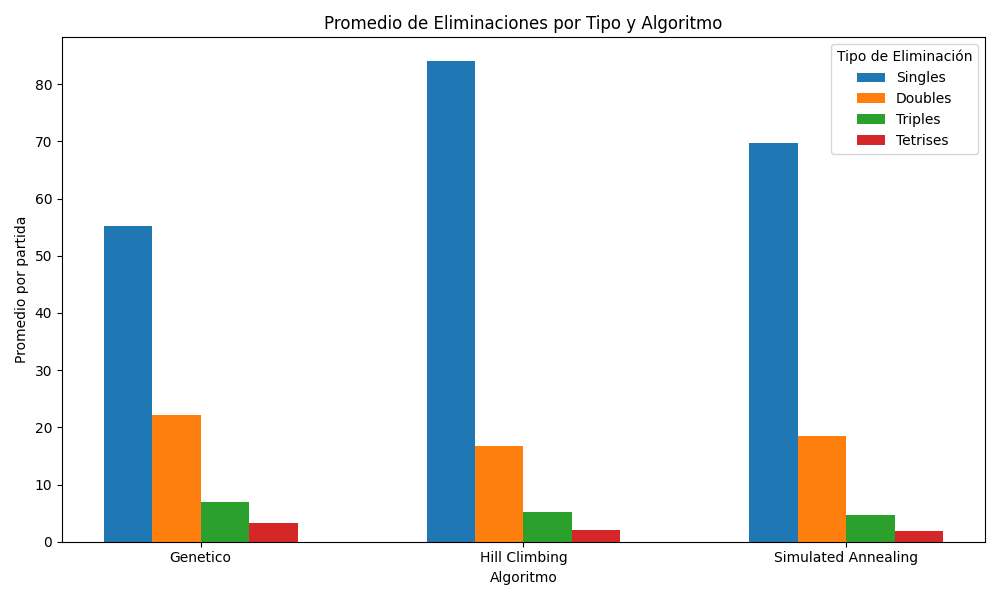 Promedio de Eliminaciones por Tipo y Algoritmo
Tipo de Eliminación
Singles
Doubles
Triples
Tetrises
Promedio por partida
80
70
60
50
40
30
20
10
0
Genetico
Hill Climbing
Simulated Annealing
Algoritmo